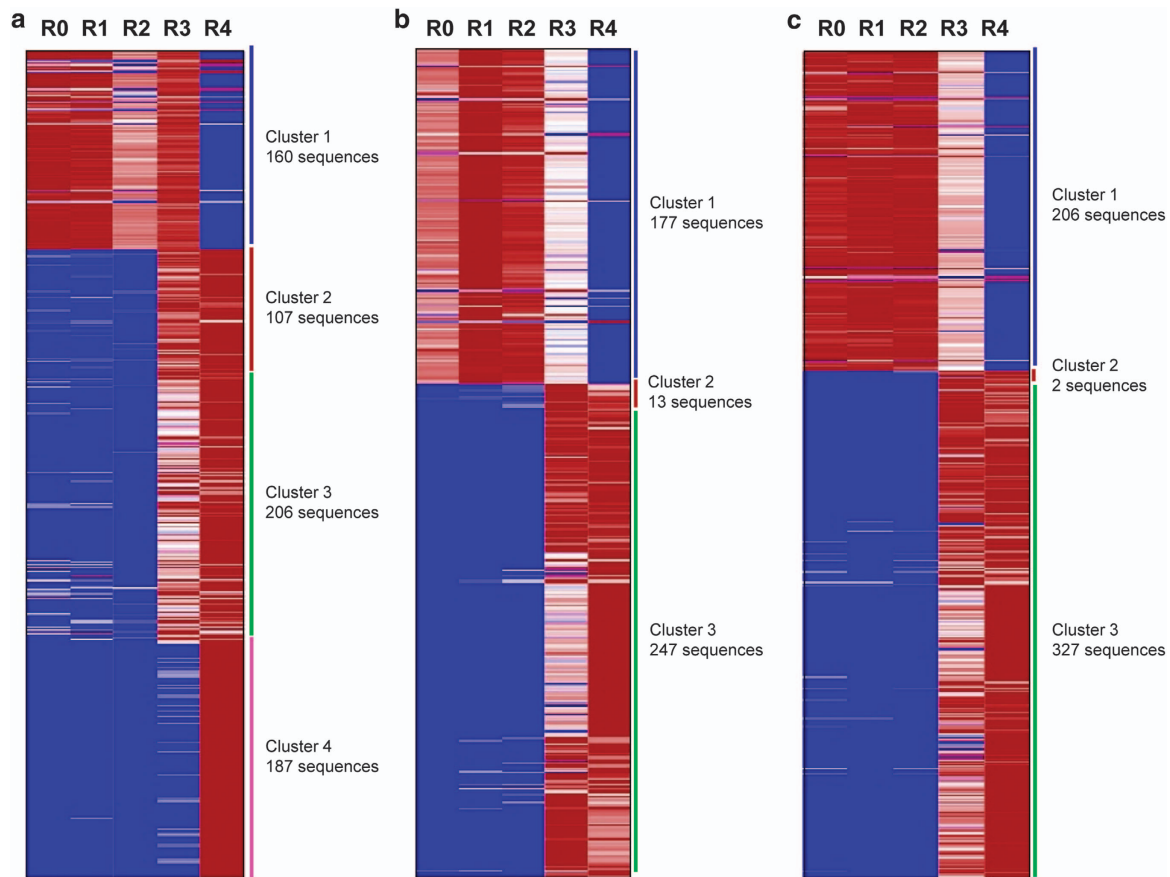 a R0 R1 R2 R3 R4
Cluster 1
160 sequences
Cluster 2
107 sequences
Cluster 3
206 sequences
Cluster 4
187 sequences
b R0 R1 R2 R3 R4
Cluster 1
177 sequences
Cluster 2
13 sequences
Cluster 3
247 sequences
c R0 R1 R2 R3 R4
Cluster 1
206 sequences
Cluster 2
2 sequences
Cluster 3
327 sequences